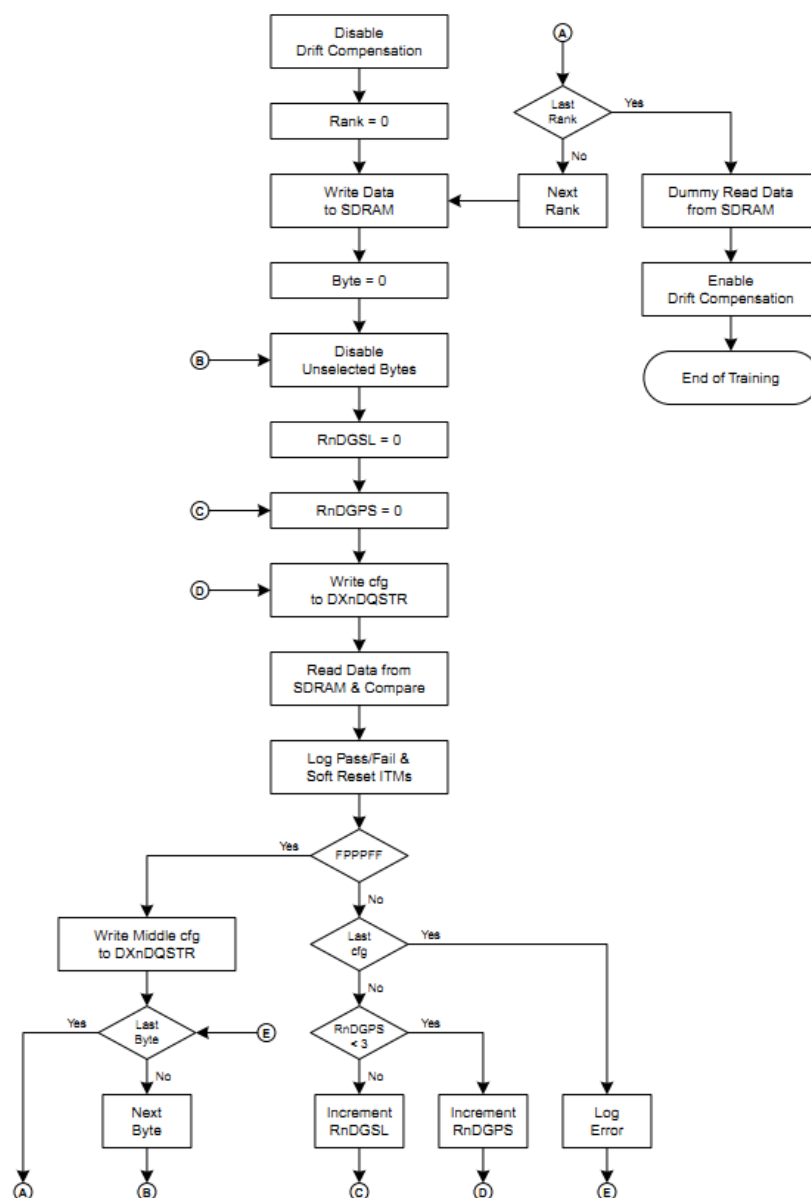 Disable
Drift Compensation
A
Last
Rank
Yes
No
Rank = 0
Write Data
to SDRAM
Next
Rank
Dummy Read Data
from SDRAM
Byte = 0
Enable
Drift Compensation
B
Disable
Unselected Bytes
End of Training
RnDGSL = 0
C
RnDGPS = 0
D
Write cfg
to DXnDQSTR
Read Data from
SDRAM & Compare
Log Pass/Fail &
Soft Reset ITMs
Yes
FPPPFF
No
Write Middle cfg
to DXnDQSTR
Last
cfg
Yes
No
Yes
Last
Byte
E
RnDGPS
< 3
Yes
No
No
Next
Byte
Increment
RnDGSL
Increment
RnDGPS
Log
Error
A
B
C
D
E